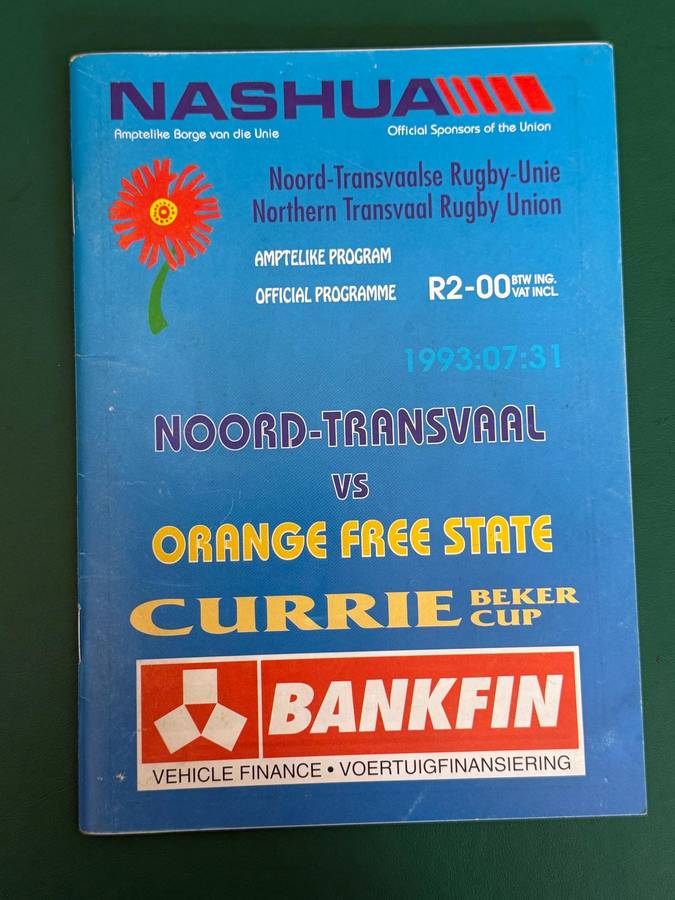 NASHUA
Amptelike Borge van die Unie
Official Sponsors of the Union
Noord-Transvaalse Rugby-Unie
Northern Transvaal Rugby Union
AMPTELIKE PROGRAM
OFFICIAL PROGRAMME
R2-00 BTW ING.
VAT INCL.
1993:07:31
NOORD-TRANSVAAL
VS
ORANGE FREE STATE
CURRIE BEKER
CUP
BANKFIN
VEHICLE FINANCE • VOERTUIGFINANSIERING